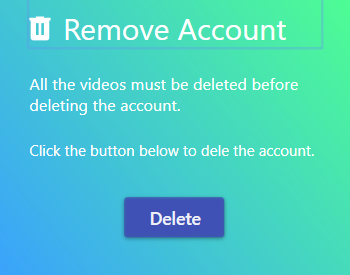 Remove Account
All the videos must be deleted before
deleting the account.
Click the button below to dele the account.
Delete